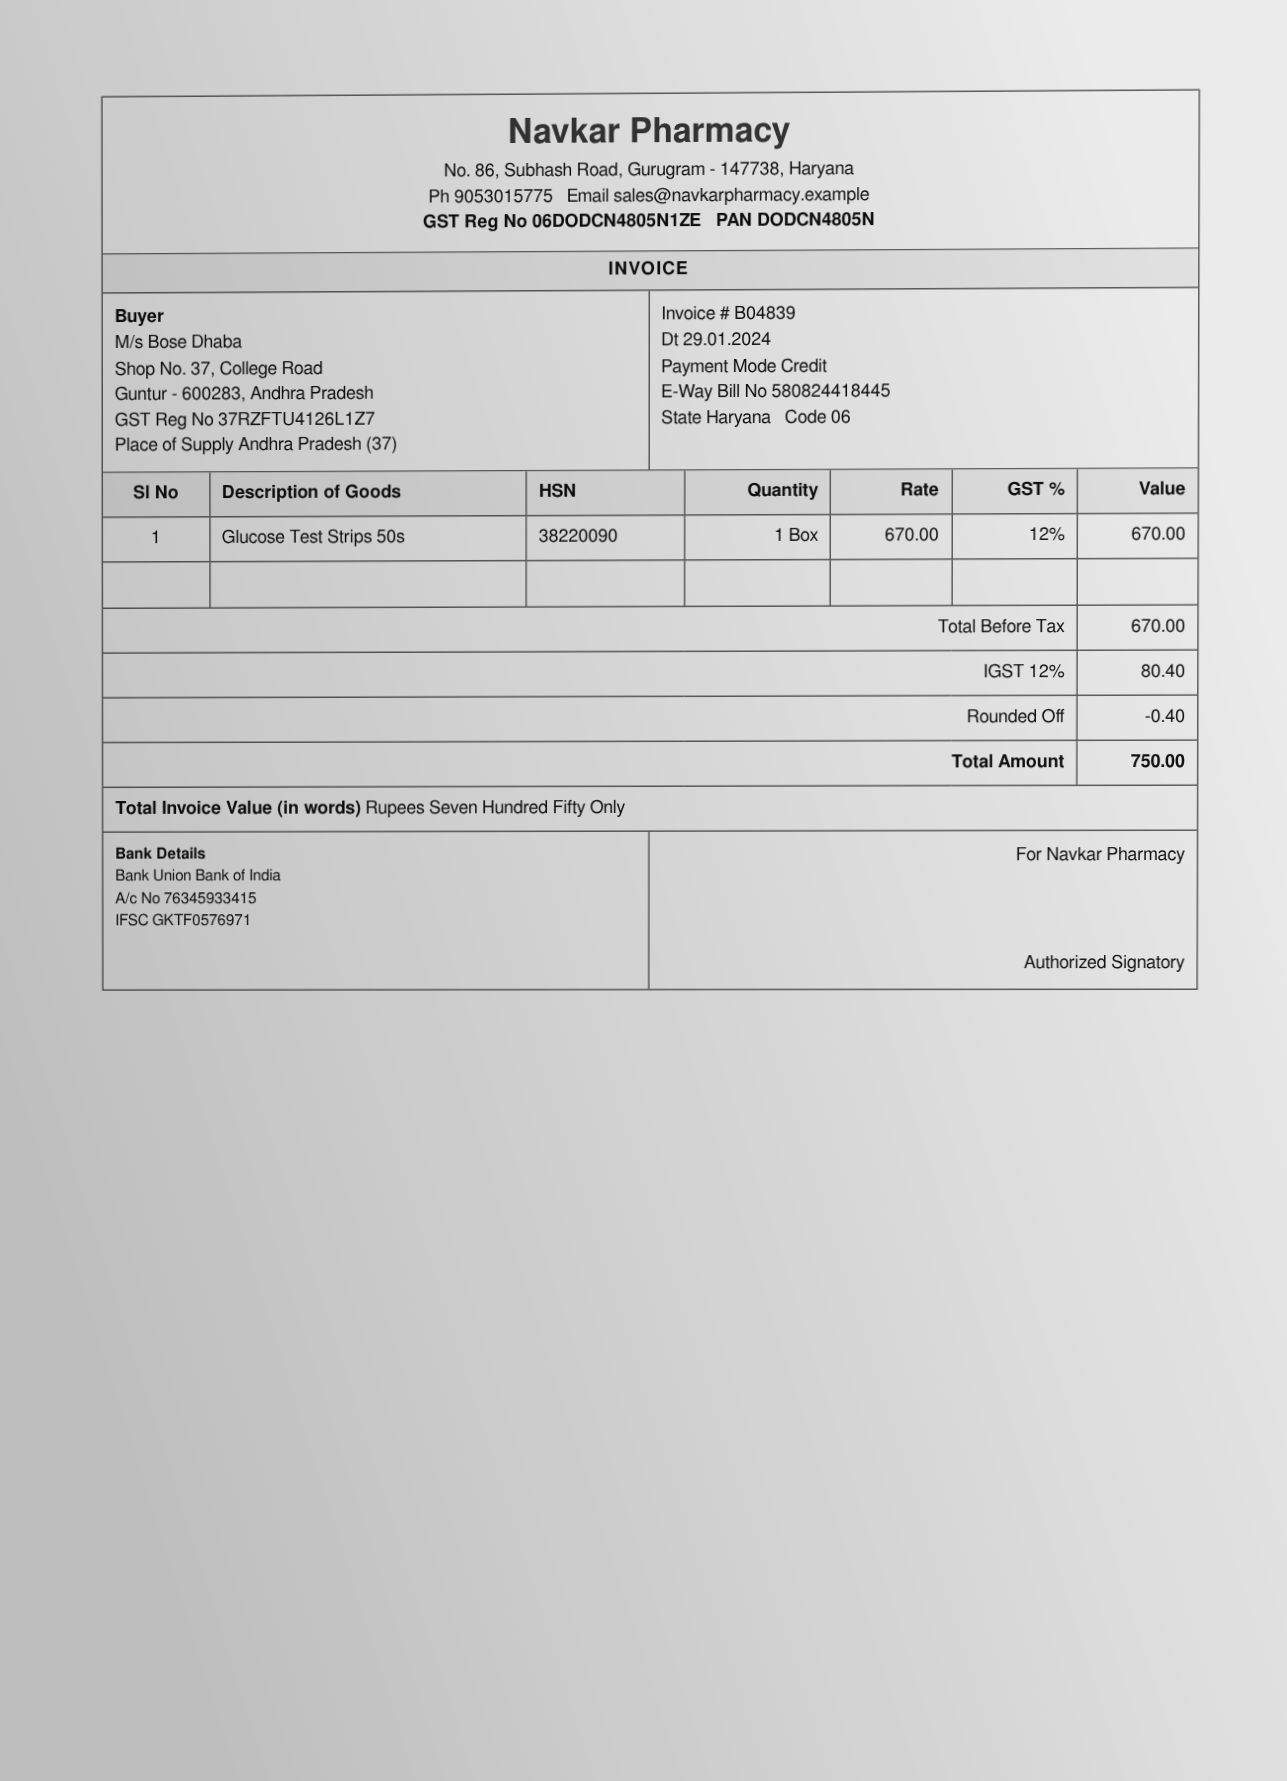 Navkar Pharmacy
No. 86, Subhash Road, Gurugram - 147738, Haryana
Ph 9053015775 Email sales@navkarpharmacy.example
GST Reg No 06DODCN4805N1ZE PAN DODCN4805N
INVOICE
Buyer
M/s Bose Dhaba
Shop No. 37, College Road
Guntur - 600283, Andhra Pradesh
GST Reg No 37RZFTU4126L1Z7
Place of Supply Andhra Pradesh (37)
Invoice # B04839
Dt 29.01.2024
Payment Mode Credit
E-Way Bill No 580824418445
State Haryana Code 06
Sl No Description of Goods HSN Quantity Rate GST % Value
1 Glucose Test Strips 50s 38220090 1 Box 670.00 12% 670.00
Total Before Tax 670.00
IGST 12% 80.40
Rounded Off -0.40
Total Amount 750.00
Total Invoice Value (in words) Rupees Seven Hundred Fifty Only
Bank Details
Bank Union Bank of India
A/c No 76345933415
IFSC GKTF0576971
For Navkar Pharmacy
Authorized Signatory